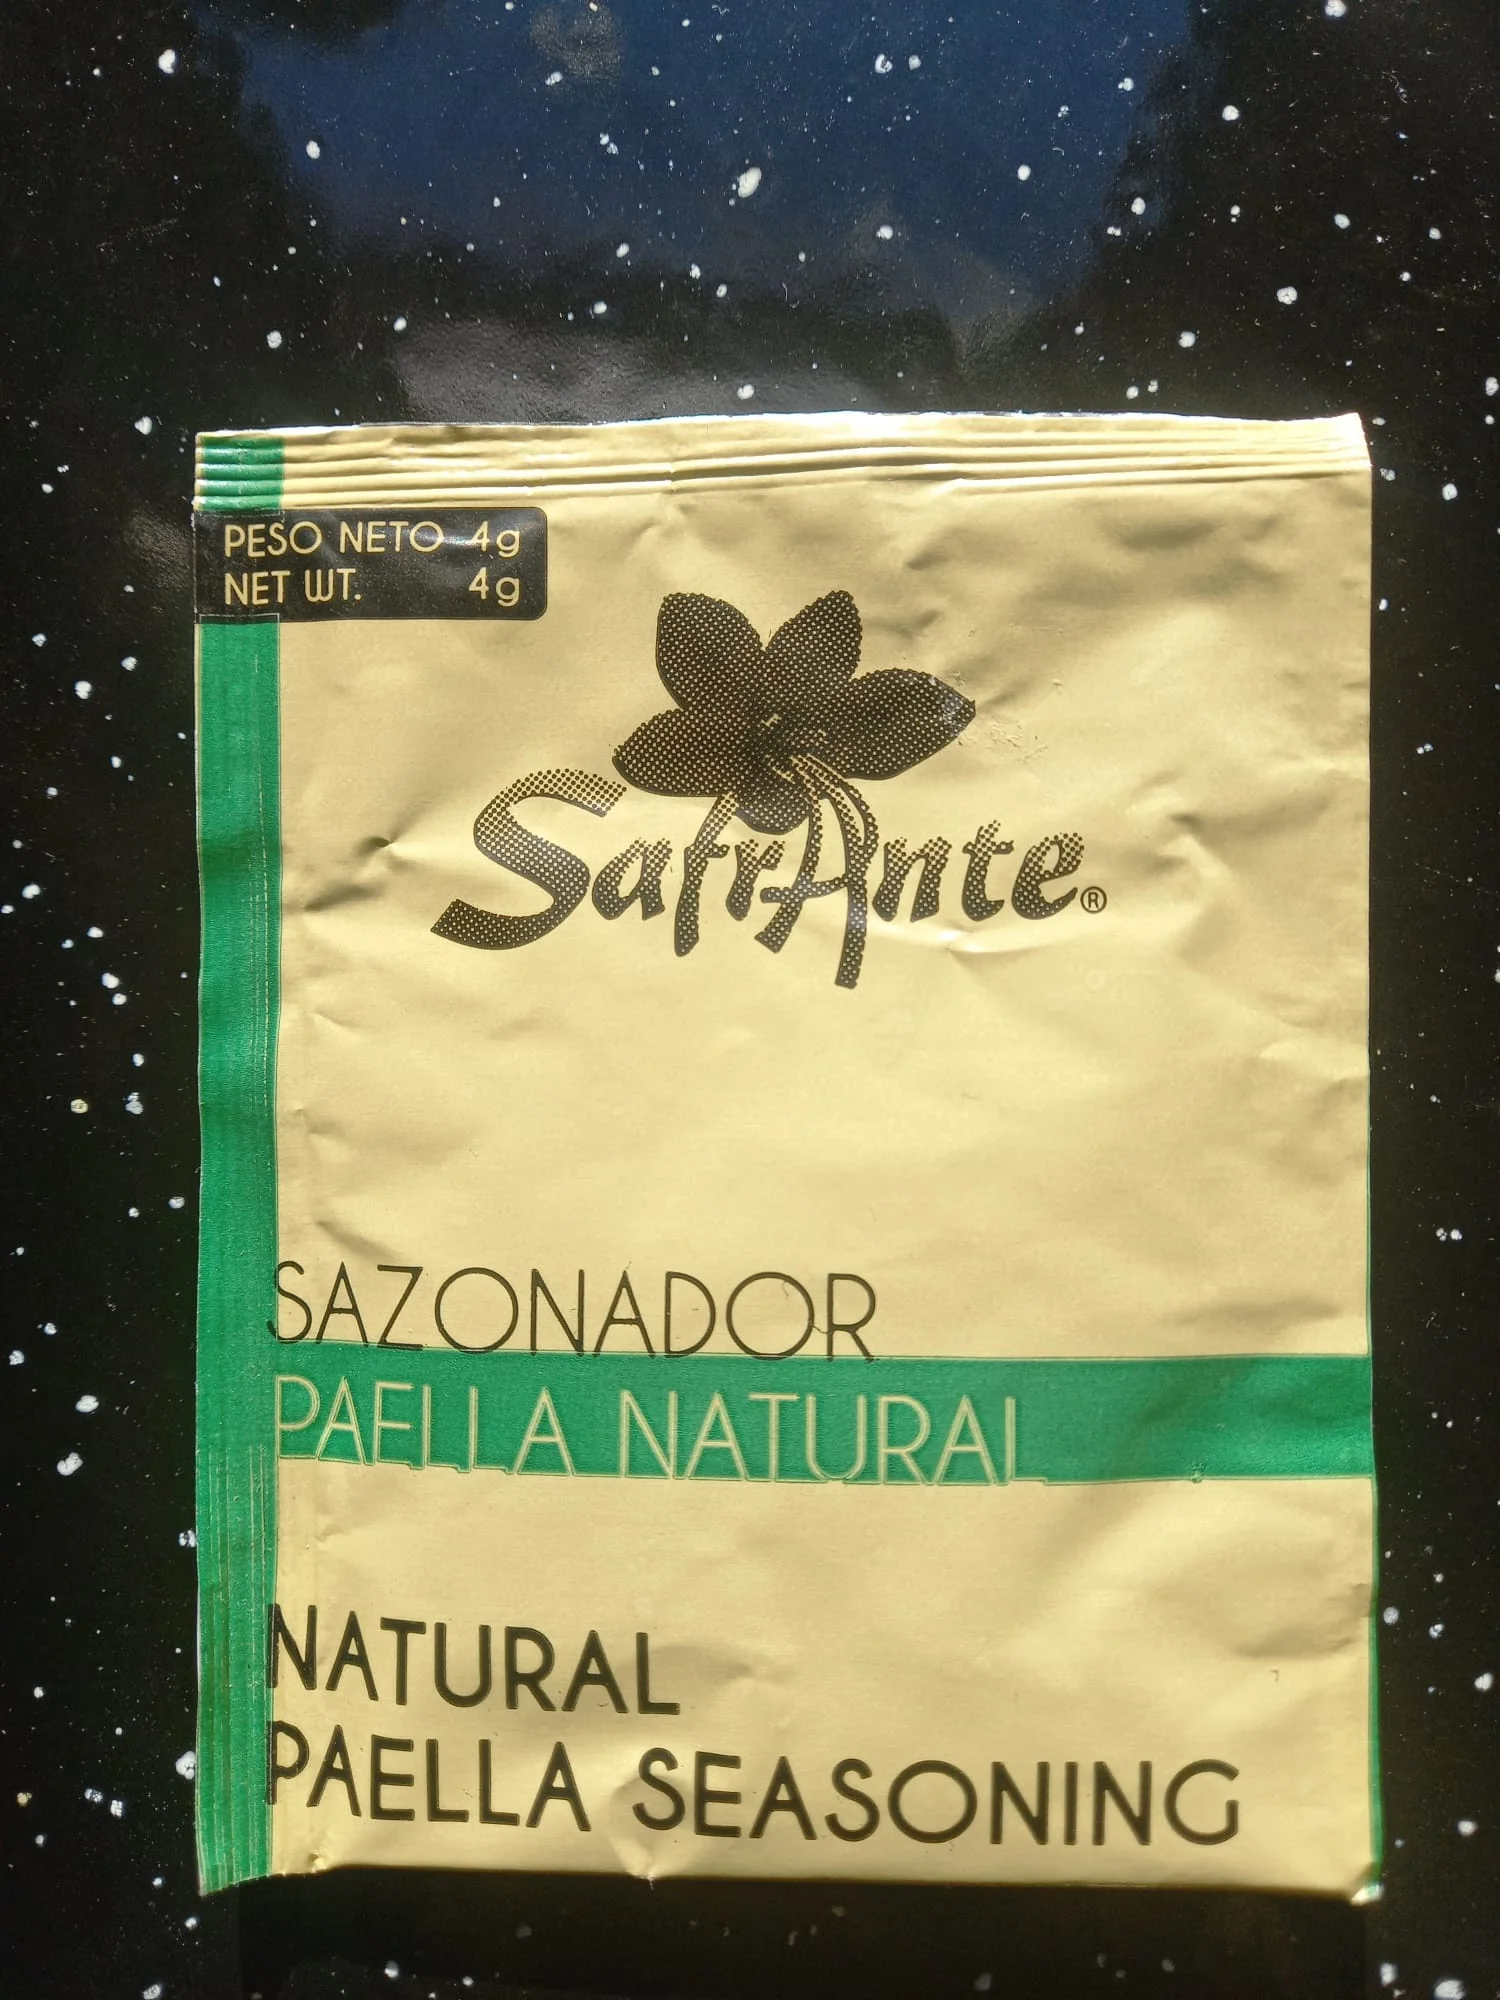 PESO NETO 4g
NET WT. 4g
SafrAnte®
SAZONADOR
PAELLA NATURAL
NATURAL
PAELLA SEASONING